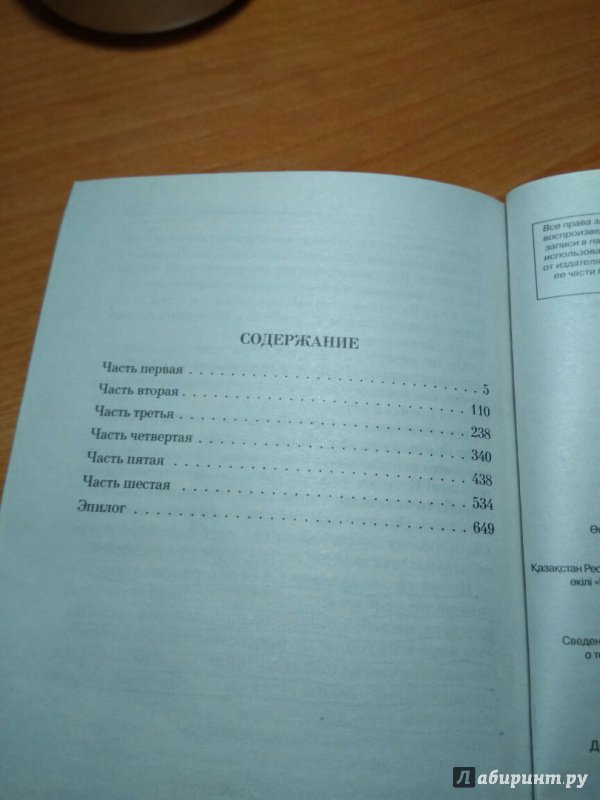 СОДЕРЖАНИЕ
Часть первая . . . . . . . . . . . . . . . . . . . . . . . . . . . . 5
Часть вторая . . . . . . . . . . . . . . . . . . . . . . . . . . . 110
Часть третья . . . . . . . . . . . . . . . . . . . . . . . . . . . 238
Часть четвертая . . . . . . . . . . . . . . . . . . . . . . . . . 340
Часть пятая . . . . . . . . . . . . . . . . . . . . . . . . . . . 438
Часть шестая . . . . . . . . . . . . . . . . . . . . . . . . . . . 534
Эпилог . . . . . . . . . . . . . . . . . . . . . . . . . . . . . . 649
Все права
воспроизве
записи в
использова
от издател
ее части
Қазақстан Рес
өкілі
Сведен
о
лабиринт.ру